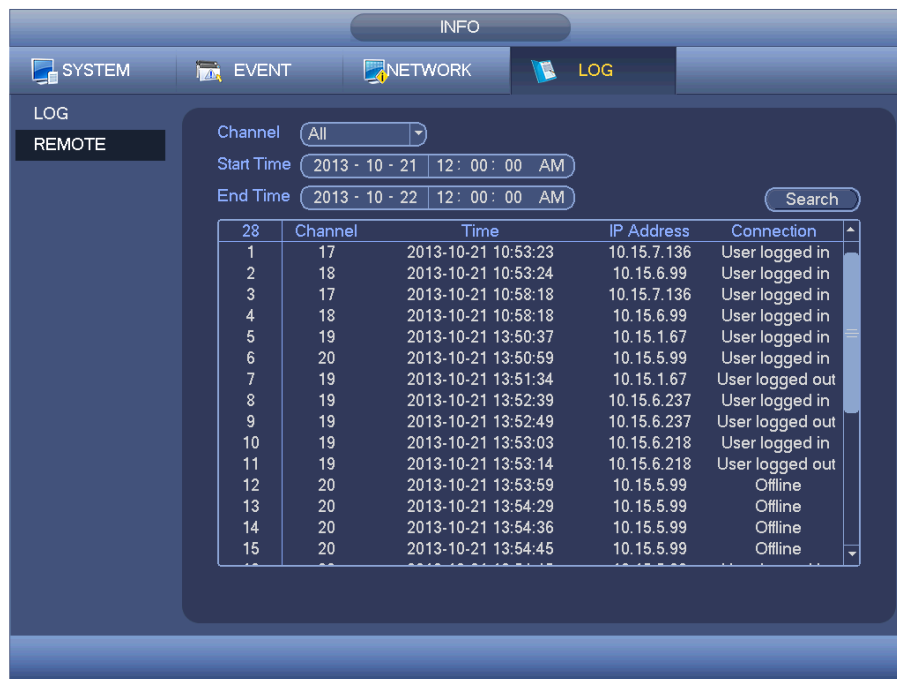 INFO
SYSTEM EVENT NETWORK LOG
LOG
REMOTE
Channel All
Start Time 2013 - 10 - 21 12 : 00 : 00 AM
End Time 2013 - 10 - 22 12 : 00 : 00 AM
Search
28 Channel Time IP Address Connection
1 17 2013-10-21 10:53:23 10.15.7.136 User logged in
2 18 2013-10-21 10:53:24 10.15.6.99 User logged in
3 17 2013-10-21 10:58:18 10.15.7.136 User logged in
4 18 2013-10-21 10:58:18 10.15.6.99 User logged in
5 19 2013-10-21 13:50:37 10.15.1.67 User logged in
6 20 2013-10-21 13:50:59 10.15.5.99 User logged in
7 19 2013-10-21 13:51:34 10.15.1.67 User logged out
8 19 2013-10-21 13:52:39 10.15.6.237 User logged in
9 19 2013-10-21 13:52:49 10.15.6.237 User logged out
10 19 2013-10-21 13:53:03 10.15.6.218 User logged in
11 19 2013-10-21 13:53:14 10.15.6.218 User logged out
12 20 2013-10-21 13:53:59 10.15.5.99 Offline
13 20 2013-10-21 13:54:29 10.15.5.99 Offline
14 20 2013-10-21 13:54:36 10.15.5.99 Offline
15 20 2013-10-21 13:54:45 10.15.5.99 Offline